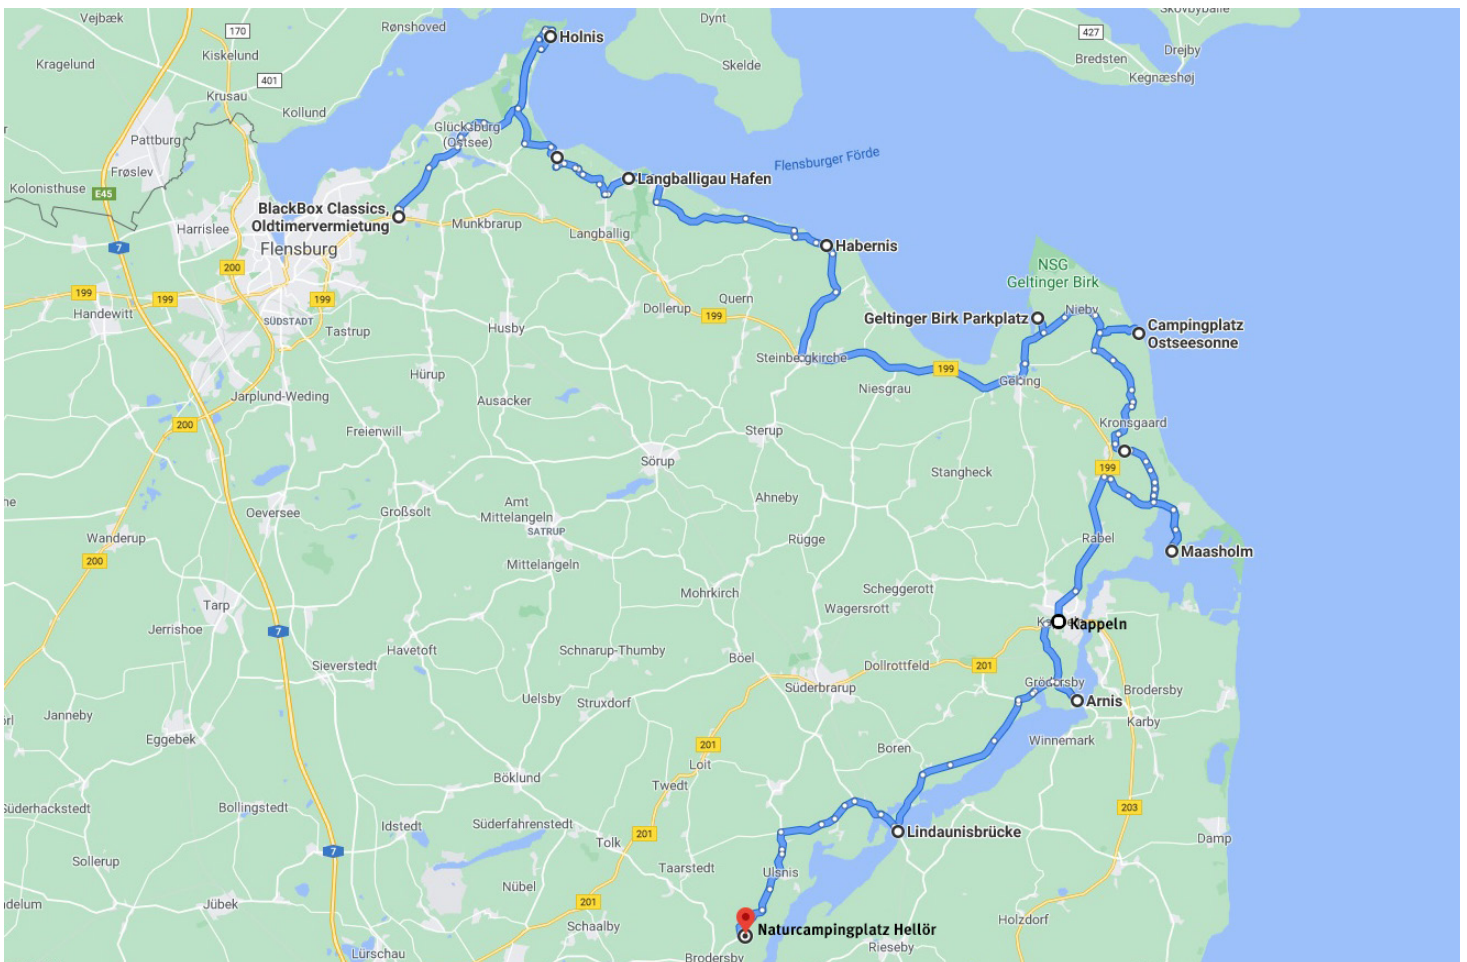 Vejbæk
Kragelund
170
Kiskelund
Rønshoved
Dynt
Skelde
427
Bredsten
Drejby
Kegnæshøj
Holnis
401
Krusau
Kollund
Pattburg
Frøslev
Kolonisthuse
E45
Glücksburg
(Ostsee)
Flensburger Förde
Langballigau Hafen
BlackBox Classics,
Oldtimervermietung
Harrislee
Flensburg
7
200
199
199
199
Handewitt
SÜDSTADT
Tastrup
Munkbrarup
Langballig
Habernis
NSG
Geltinger Birk
Nieby
Geltinger Birk Parkplatz
Campingplatz
Ostseesonne
Quern
Dollerup
199
Husby
Steinbergkirche
199
Niesgrau
Gelting
Hürup
Jarplund-Weding
Ausacker
200
Freienwill
Sterup
Kronsgaard
Sörup
Stangheck
199
Ahneby
Oeversee
Großsolt
Amt
Mittelangeln
SATRUP
Wanderup
200
Rügge
Rabel
Maasholm
Mittelangeln
Mohrkirch
Scheggerott
Wagersrott
Tarp
Jerrishoe
7
Kappeln
Havetoft
Schnarup-Thumby
Böel
Dollrottfeld
201
Sieverstedt
Süderbrarup
Grödersby
Brodersby
Arnis
Uelsby
Struxdorf
Karby
Janneby
Eggebek
201
Loit
Boren
Winnemark
Böklund
Twedt
203
Süderhackstedt
Bollingstedt
Idstedt
Süderfahrenstedt
201
Lindaunisbrücke
Damp
Tolk
7
Sollerup
Taarstedt
Ulsnis
Nübel
Jübek
201
Schaalby
Holzdorf
Naturcampingplatz Hellör
Rieseby
Lürschau
Brodersby